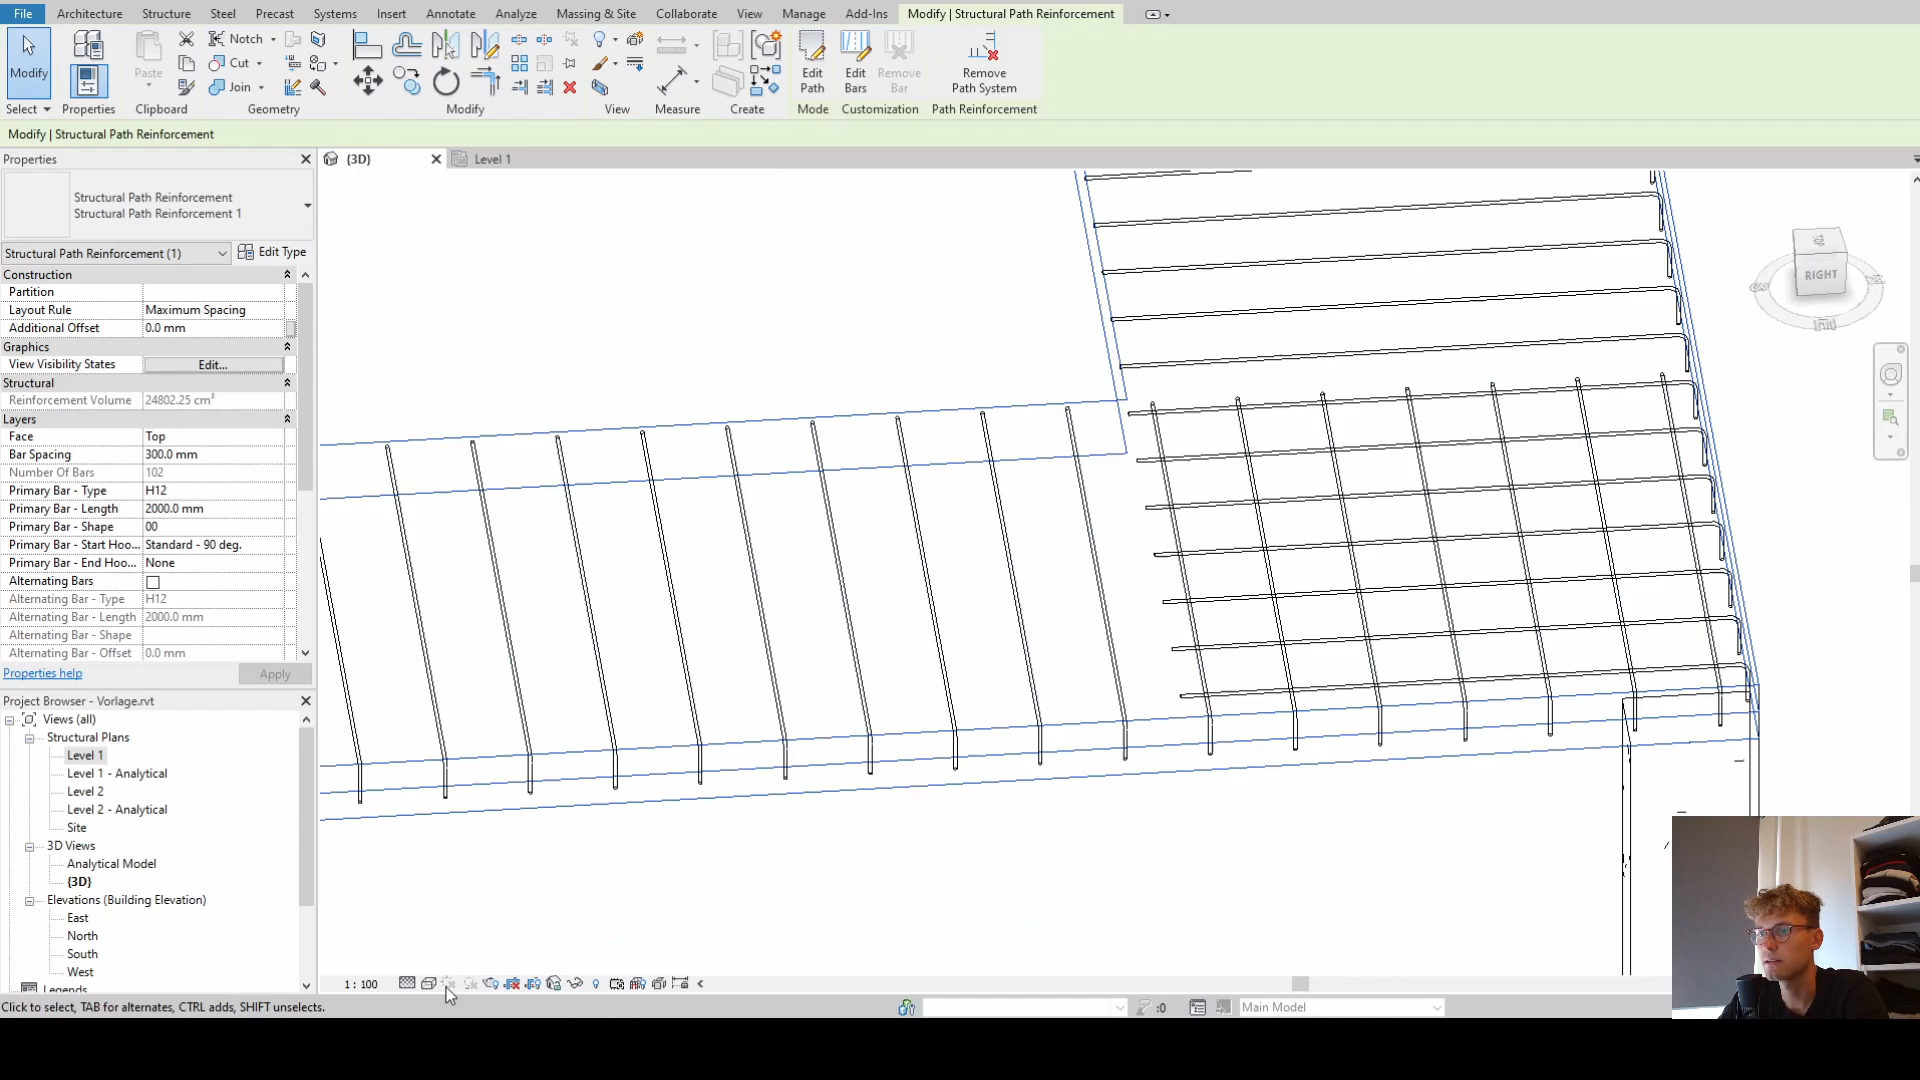 File Architecture Structure Steel Precast Systems Insert Annotate Analyze Massing & Site Collaborate View Manage Add-Ins Modify | Structural Path Reinforcement
Modify
Paste
Notch
Cut
Join
Edit Path
Edit Bars
Remove Bar
Remove Path System
Select Properties Clipboard Geometry Modify View Measure Create Mode Customization Path Reinforcement
Modify | Structural Path Reinforcement
Properties
{3D}
Level 1
Structural Path Reinforcement
Structural Path Reinforcement 1
Structural Path Reinforcement (1)
Edit Type
Construction
Partition
Layout Rule Maximum Spacing
Additional Offset 0.0 mm
Graphics
View Visibility States Edit...
Structural
Reinforcement Volume 24802.25 cm³
Layers
Face Top
Bar Spacing 300.0 mm
Number Of Bars 102
Primary Bar - Type H12
Primary Bar - Length 2000.0 mm
Primary Bar - Shape 00
Primary Bar - Start Hoo... Standard - 90 deg.
Primary Bar - End Hoo... None
Alternating Bars
Alternating Bar - Type H12
Alternating Bar - Length 2000.0 mm
Alternating Bar - Shape
Alternating Bar - Offset 0.0 mm
Properties help
Apply
RIGHT
Project Browser - Vorlage.rvt
Views (all)
Structural Plans
Level 1
Level 1 - Analytical
Level 2
Level 2 - Analytical
Site
3D Views
Analytical Model
{3D}
Elevations (Building Elevation)
East
North
South
West
Legends
1 : 100
Click to select, TAB for alternates, CTRL adds, SHIFT unselects.
:0
Main Model